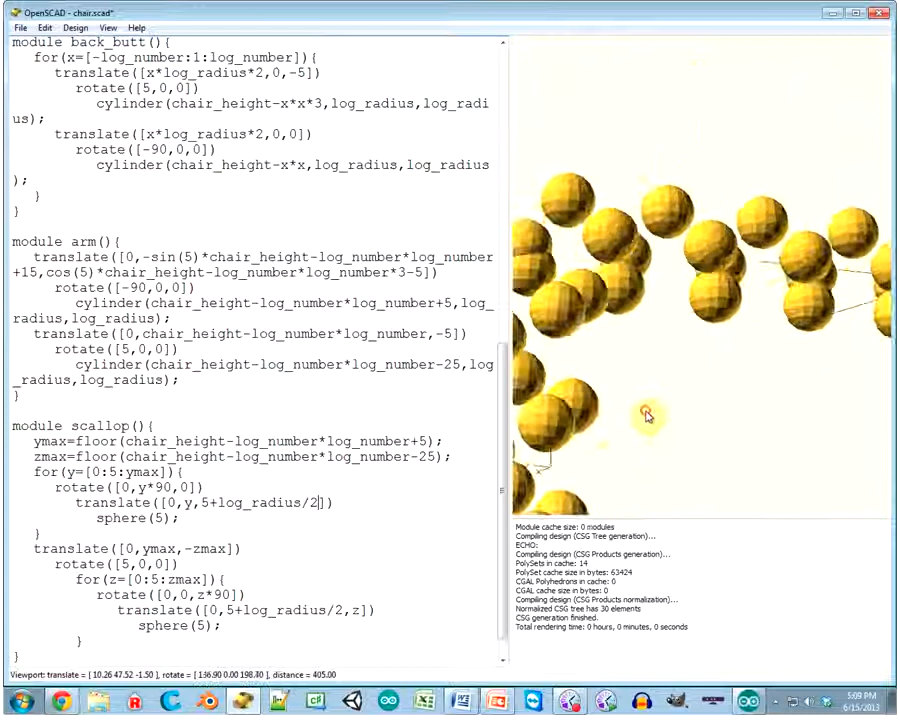 OpenSCAD - chair.scad*
File Edit Design View Help
module back_butt(){
for(x=[-log_number:1:log_number]){
translate([x*log_radius*2,0,-5])
rotate([5,0,0])
cylinder(chair_height-x*x*3,log_radius,log_radi
us);
translate([x*log_radius*2,0,0])
rotate([-90,0,0])
cylinder(chair_height-x*x,log_radius,log_radius
);
}
}
module arm(){
translate([0,-sin(5)*chair_height-log_number*log_number
+15,cos(5)*chair_height-log_number*log_number*3-5])
rotate([-90,0,0])
cylinder(chair_height-log_number*log_number+5,log_
radius,log_radius);
translate([0,chair_height-log_number*log_number,-5])
rotate([5,0,0])
cylinder(chair_height-log_number*log_number-25,log
_radius,log_radius);
}
module scallop(){
ymax=floor(chair_height-log_number*log_number+5);
zmax=floor(chair_height-log_number*log_number-25);
for(y=[0:5:ymax]){
rotate([0,y*90,0])
translate([0,y,5+log_radius/2])
sphere(5);
}
translate([0,ymax,-zmax])
rotate([5,0,0])
for(z=[0:5:zmax]){
rotate([0,0,z*90])
translate([0,5+log_radius/2,z])
sphere(5);
}
}
Module cache size: 0 modules
Compiling design (CSG Tree generation)...
ECHO:
Compiling design (CSG Products generation)...
PolySets in cache: 14
PolySet cache size in bytes: 63424
CGAL Polyhedrons in cache: 0
CGAL cache size in bytes: 0
Compiling design (CSG Products normalization)...
Normalized CSG tree has 30 elements
CSG generation finished.
Total rendering time: 0 hours, 0 minutes, 0 seconds
Viewport: translate = [ 10.26 47.52 -1.50 ], rotate = [ 136.90 0.00 198.70 ], distance = 405.00
5:09 PM
6/15/2013